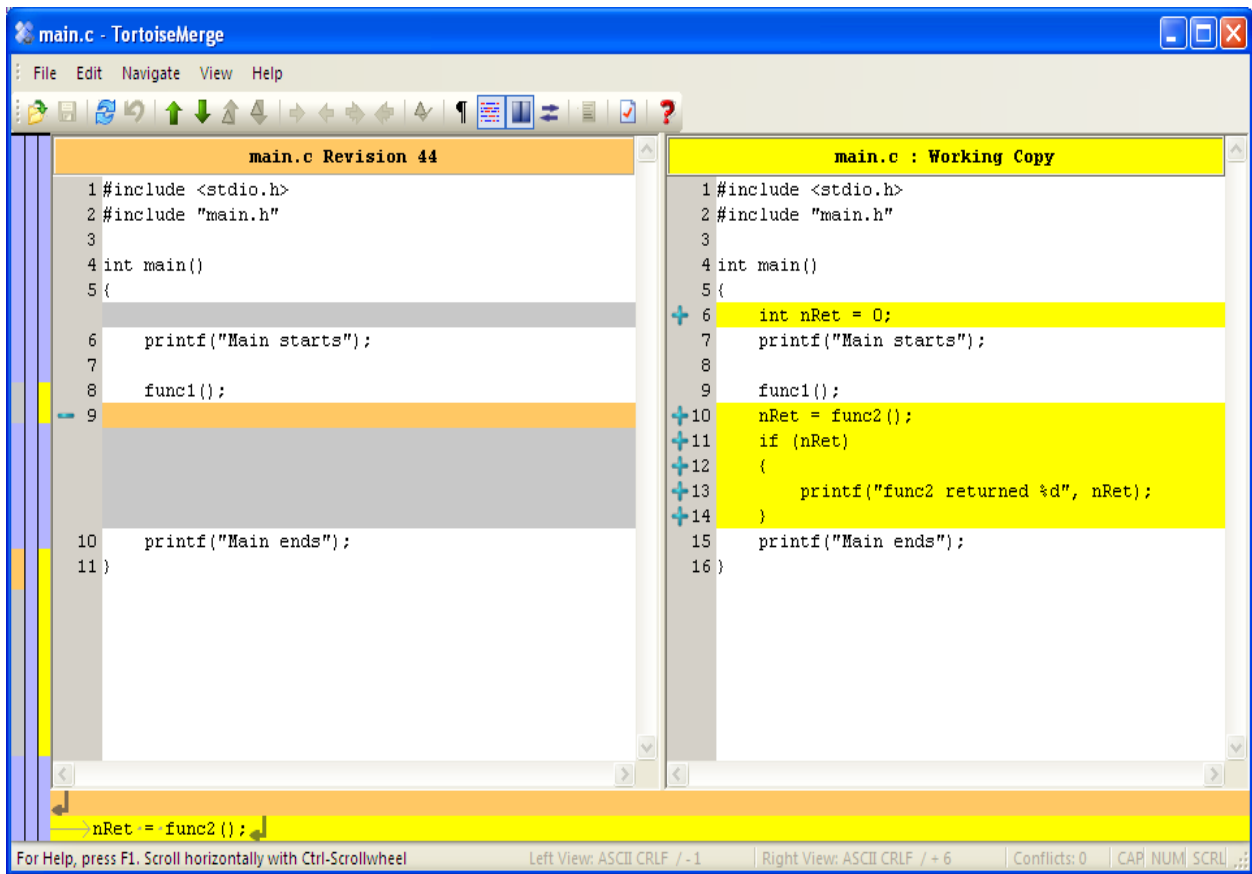 main.c - TortoiseMerge
File Edit Navigate View Help
main.c Revision 44
1 #include <stdio.h>
2 #include "main.h"
3
4 int main()
5 {
6     printf("Main starts");
7
8     func1();
9
10     printf("Main ends");
11 }
main.c : Working Copy
1 #include <stdio.h>
2 #include "main.h"
3
4 int main()
5 {
6     int nRet = 0;
7     printf("Main starts");
8
9     func1();
10     nRet = func2();
11     if (nRet)
12     {
13         printf("func2 returned %d", nRet);
14     }
15     printf("Main ends");
16 }
nRet = func2();
For Help, press F1. Scroll horizontally with Ctrl-Scrollwheel Left View: ASCII CRLF / - 1 Right View: ASCII CRLF / + 6 Conflicts: 0 CAP NUM SCRL